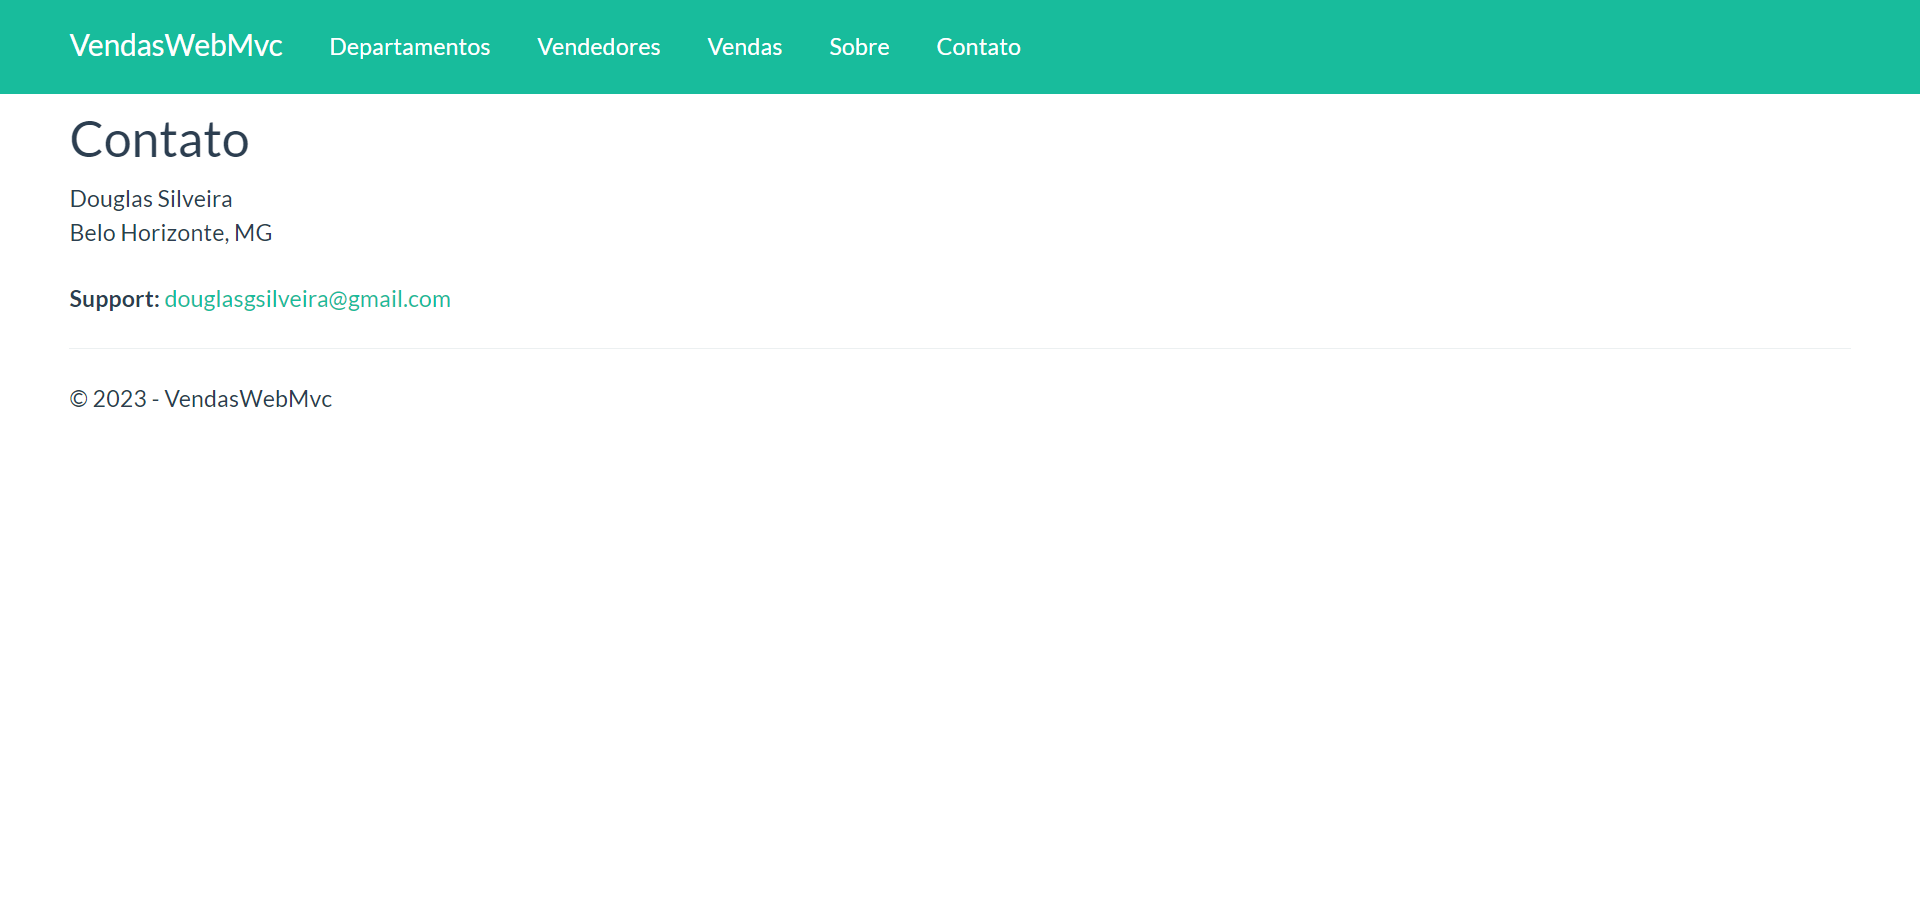 VendasWebMvc Departamentos Vendedores Vendas Sobre Contato
Contato
Douglas Silveira
Belo Horizonte, MG
Support: douglasgsilveira@gmail.com
© 2023 - VendasWebMvc